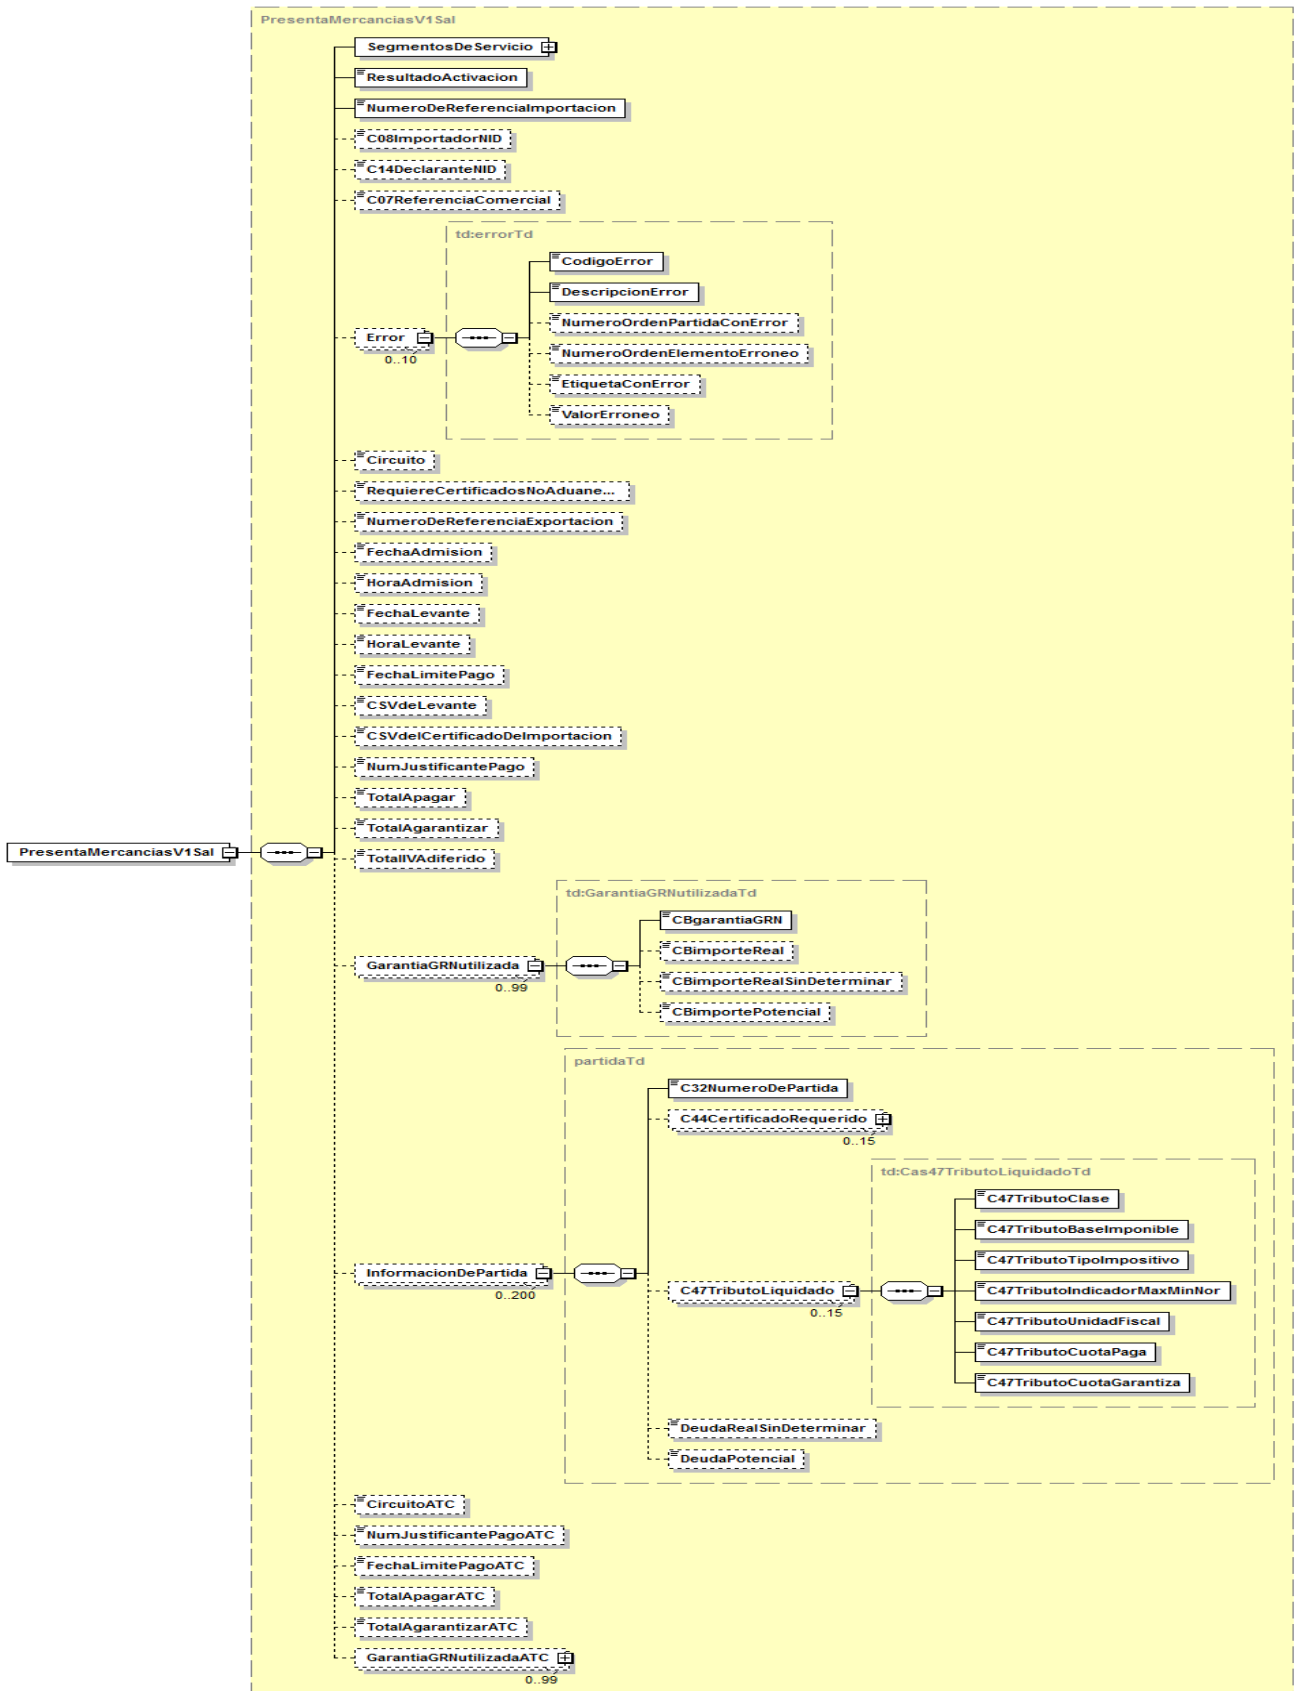 PresentaMercanciasV1Sal
SegmentosDeServicio
ResultadoActivacion
NumeroDeReferenciaImportacion
C08ImportadorNID
C14DeclaranteNID
C07ReferenciaComercial
td:errorTd
CodigoError
DescripcionError
NumeroOrdenPartidaConError
Error
0..10
NumeroOrdenElementoErroneo
EtiquetaConError
ValorErroneo
Circuito
RequiereCertificadosNoAduane...
NumeroDeReferenciaExportacion
FechaAdmision
HoraAdmision
FechaLevante
HoraLevante
FechaLimitePago
CSVdeLevante
CSVdelCertificadoDeImportacion
NumJustificantePago
TotalApagar
TotalAgarantizar
PresentaMercanciasV1Sal
TotalIVAdiferido
td:GarantiaGRNutilizadaTd
CBgarantiaGRN
CBimporteReal
GarantiaGRNutilizada
0..99
CBimporteRealSinDeterminar
CBimportePotencial
partidaTd
C32NumeroDePartida
C44CertificadoRequerido
0..15
td:Cas47TributoLiquidadoTd
C47TributoClase
C47TributoBaseImponible
C47TributoTipoImpositivo
InformacionDePartida
0..200
C47TributoLiquidado
0..15
C47TributoIndicadorMaxMinNor
C47TributoUnidadFiscal
C47TributoCuotaPaga
C47TributoCuotaGarantiza
DeudaRealSinDeterminar
DeudaPotencial
CircuitoATC
NumJustificantePagoATC
FechaLimitePagoATC
TotalApagarATC
TotalAgarantizarATC
GarantiaGRNutilizadaATC
0..99